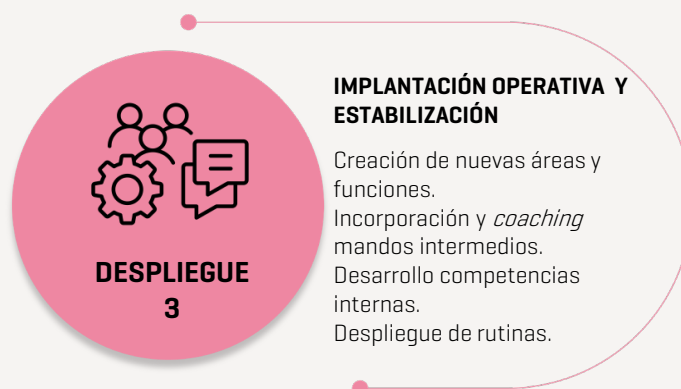 DESPLIEGUE
3
IMPLANTACIÓN OPERATIVA Y
ESTABILIZACIÓN
Creación de nuevas áreas y
funciones.
Incorporación y coaching
mandos intermedios.
Desarrollo competencias
internas.
Despliegue de rutinas.